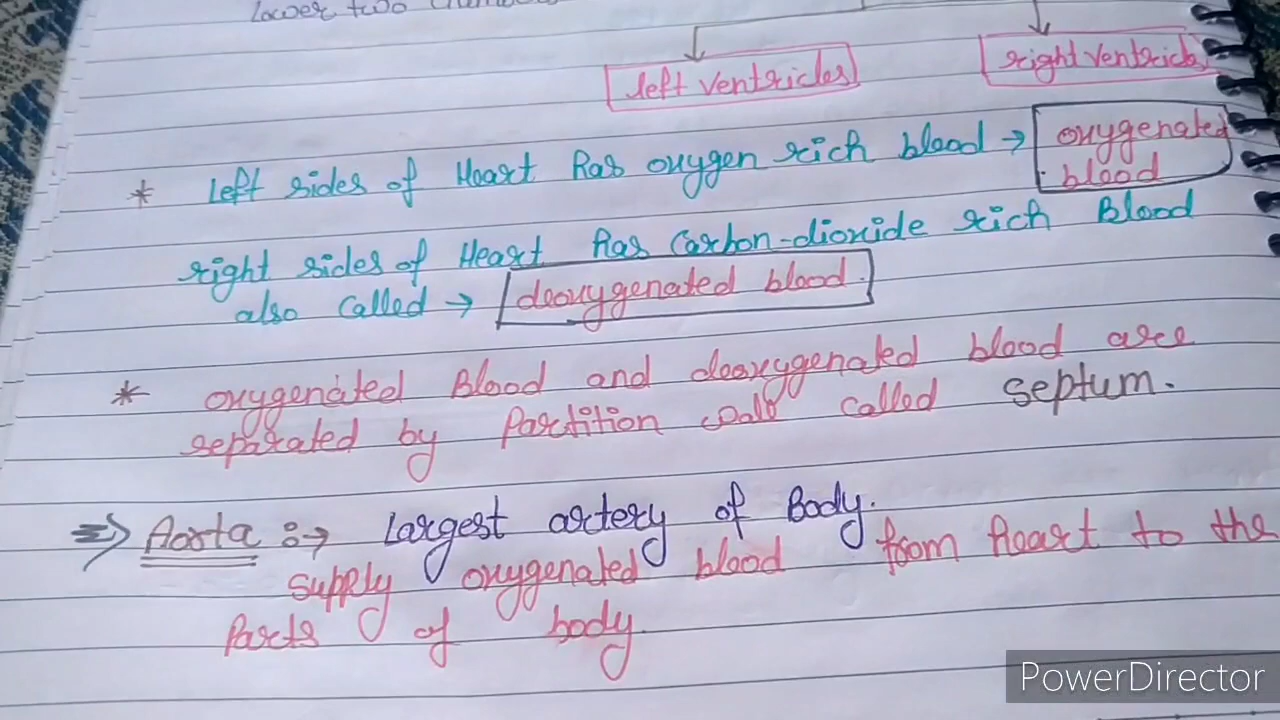 Lower two
left ventricles
right ventricle
* Left sides of Heart has oxygen rich blood → oxygenated
blood
right sides of Heart has Carbon-dioxide rich Blood
also called → deoxygenated blood.
* oxygenated Blood and deoxygenated blood are
separated by Partition wall called septum.
⇒ Aorta :→ Largest artery of Body.
supply oxygenated blood from heart to the
Parts of body.
PowerDirector